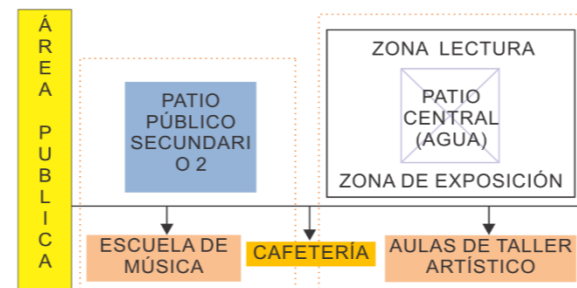 ÁREA PUBLICA
PATIO
PÚBLICO
SECUNDARI
O 2
ZONA LECTURA
PATIO
CENTRAL
(AGUA)
ZONA DE EXPOSICIÓN
ESCUELA DE
MÚSICA
CAFETERÍA
AULAS DE TALLER
ARTÍSTICO